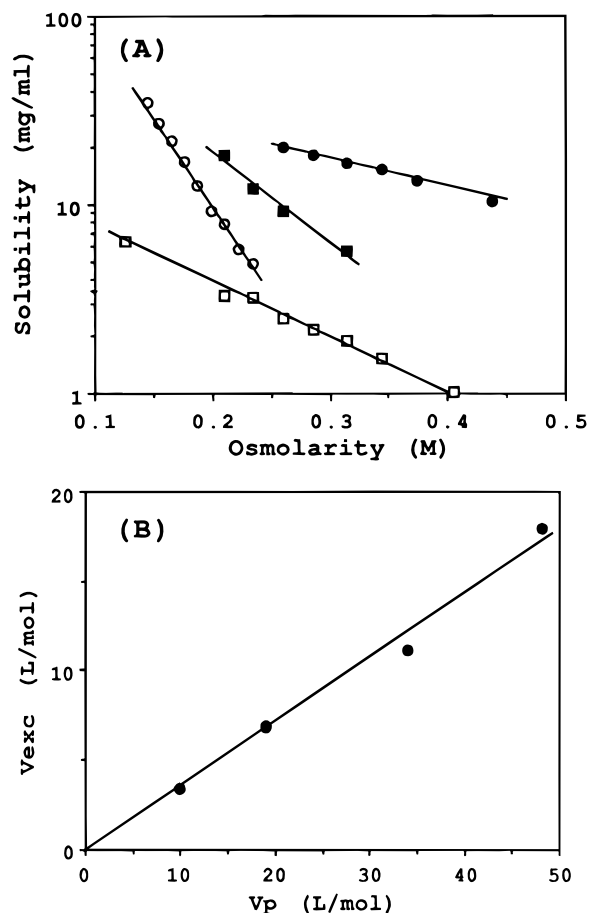 (A)
Solubility (mg/ml)
100
10
1
0.1 0.2 0.3 0.4 0.5
Osmolarity (M)
(B)
Vexc (L/mol)
20
10
0
0 10 20 30 40 50
Vp (L/mol)